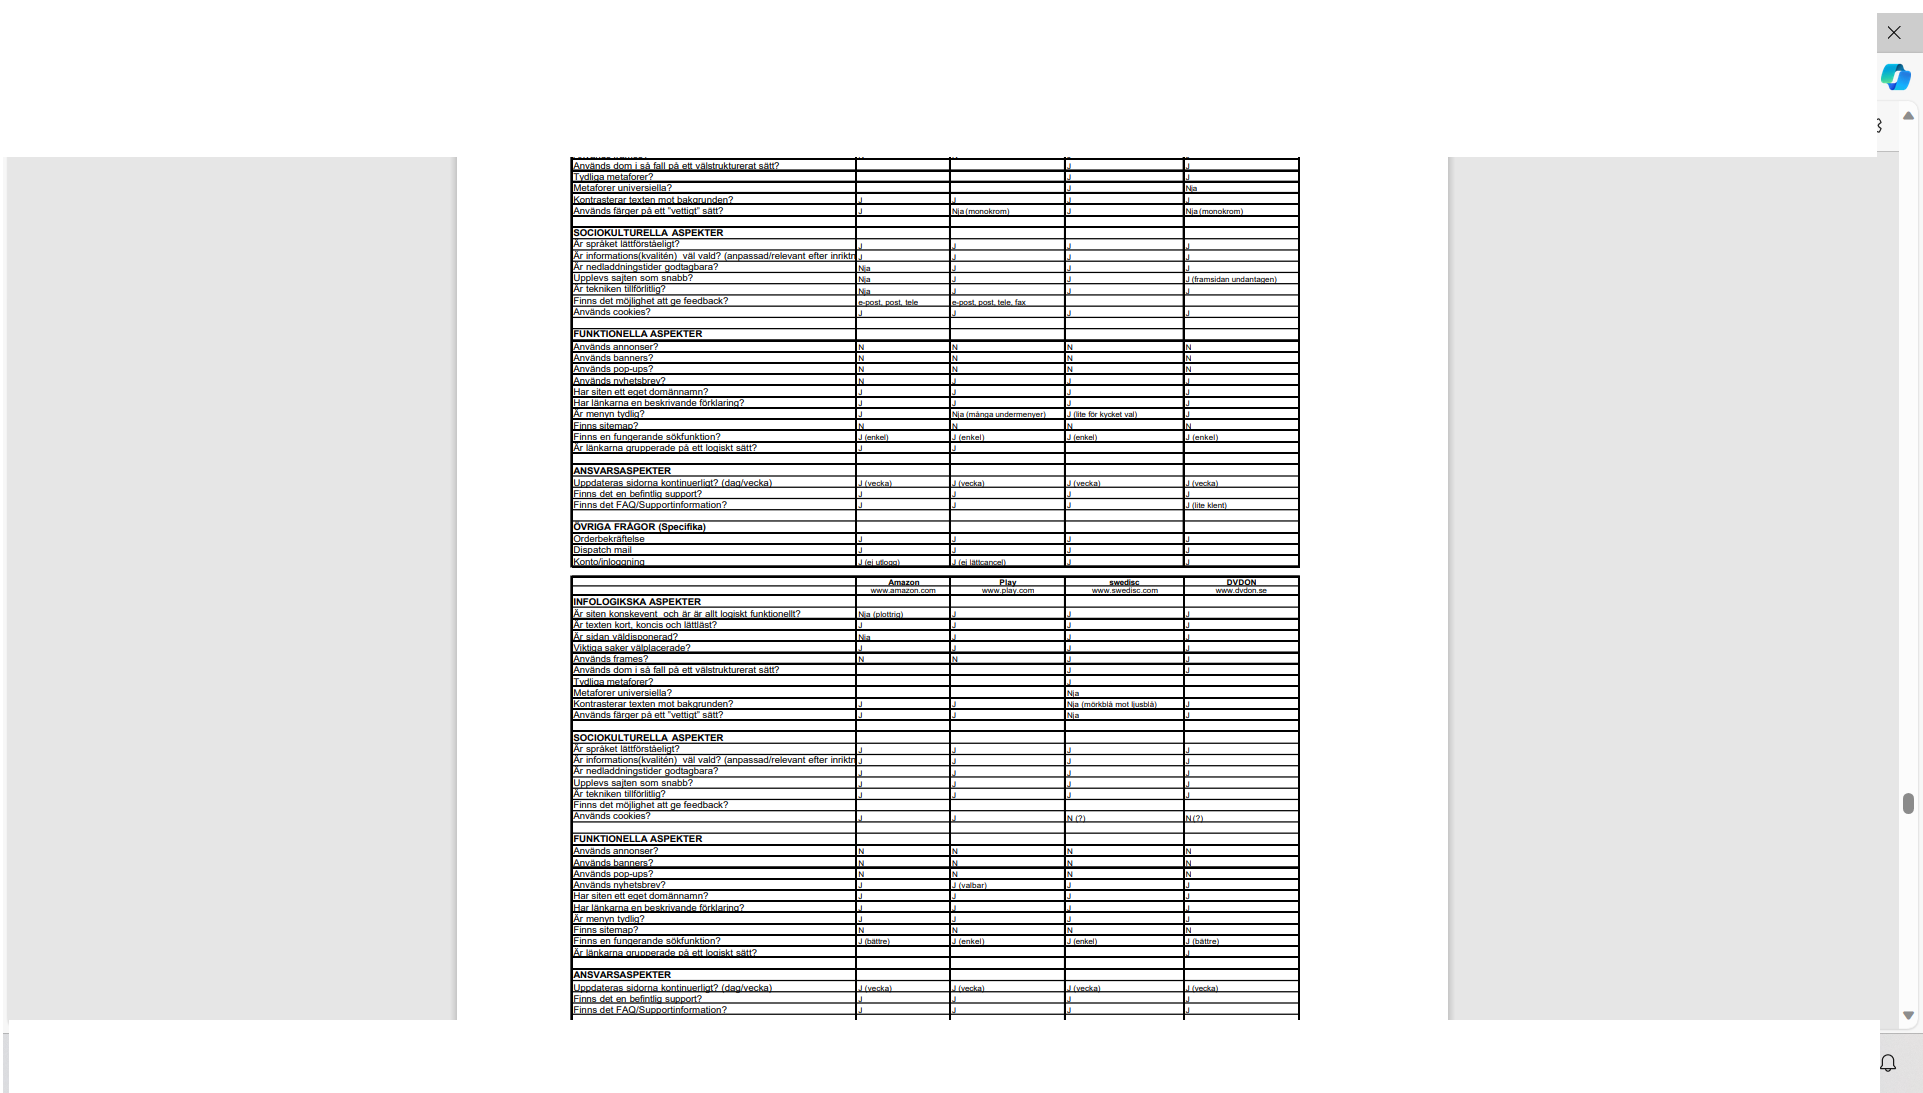 Används dom i så fall på ett välstrukturerat sätt? J J
Tydliga metaforer? J J
Metaforer universiella? J Nja
Kontrasterar texten mot bakgrunden? J J J J
Används färger på ett "vettigt" sätt? J Nja (monokrom) J Nja (monokrom)
SOCIOKULTURELLA ASPEKTER
Är språket lättförståeligt? J J J J
Är informations(kvalitén) väl vald? (anpassad/relevant efter inriktn J J J J
Är nedladdningstider godtagbara? Nja J J J
Upplevs sajten som snabb? Nja J J J (framsidan undantagen)
Är tekniken tillförlitlig? Nja J J J
Finns det möjlighet att ge feedback? e-post, post, tele e-post, post, tele, fax
Används cookies? J J J J
FUNKTIONELLA ASPEKTER
Används annonser? N N N N
Används banners? N N N N
Används pop-ups? N N N N
Används nyhetsbrev? N J J J
Har siten ett eget domännamn? J J J J
Har länkarna en beskrivande förklaring? J J J J
Är menyn tydlig? J Nja (många undermenyer) J (lite för kycket val) J
Finns sitemap? N N N N
Finns en fungerande sökfunktion? J (enkel) J (enkel) J (enkel) J (enkel)
Är länkarna grupperade på ett logiskt sätt? J J
ANSVARSASPEKTER
Uppdateras sidorna kontinuerligt? (dag/vecka) J (vecka) J (vecka) J (vecka) J (vecka)
Finns det en befintlig support? J J J J
Finns det FAQ/Supportinformation? J J J J (lite klent)
ÖVRIGA FRÅGOR (Specifika)
Orderbekräftelse J J J J
Dispatch mail J J J J
Konto/inloggning J (ej utlogg) J (ej lättcancel) J J
Amazon Play swedisc DVDON
www.amazon.com www.play.com www.swedisc.com www.dvdon.se
INFOLOGIKSKA ASPEKTER
Är siten konskevent och är är allt logiskt funktionellt? Nja (plottrig) J J J
Är texten kort, koncis och lättläst? J J J J
Är sidan väldisponerad? Nja J J J
Viktiga saker välplacerade? J J J J
Används frames? N N J J
Används dom i så fall på ett välstrukturerat sätt? J J
Tydliga metaforer? J
Metaforer universiella? Nja
Kontrasterar texten mot bakgrunden? J J Nja (mörkblå mot ljusblå) J
Används färger på ett "vettigt" sätt? J J Nja J
SOCIOKULTURELLA ASPEKTER
Är språket lättförståeligt? J J J J
Är informations(kvalitén) väl vald? (anpassad/relevant efter inriktn J J J J
Är nedladdningstider godtagbara? J J J J
Upplevs sajten som snabb? J J J J
Är tekniken tillförlitlig? J J J J
Finns det möjlighet att ge feedback?
Används cookies? J J N (?) N (?)
FUNKTIONELLA ASPEKTER
Används annonser? N N N N
Används banners? N N N N
Används pop-ups? N N N N
Används nyhetsbrev? J J (valbar) J J
Har siten ett eget domännamn? J J J J
Har länkarna en beskrivande förklaring? J J J J
Är menyn tydlig? J J J J
Finns sitemap? N N N N
Finns en fungerande sökfunktion? J (bättre) J (enkel) J (enkel) J (bättre)
Är länkarna grupperade på ett logiskt sätt? J
ANSVARSASPEKTER
Uppdateras sidorna kontinuerligt? (dag/vecka) J (vecka) J (vecka) J (vecka) J (vecka)
Finns det en befintlig support? J J J J
Finns det FAQ/Supportinformation? J J J J